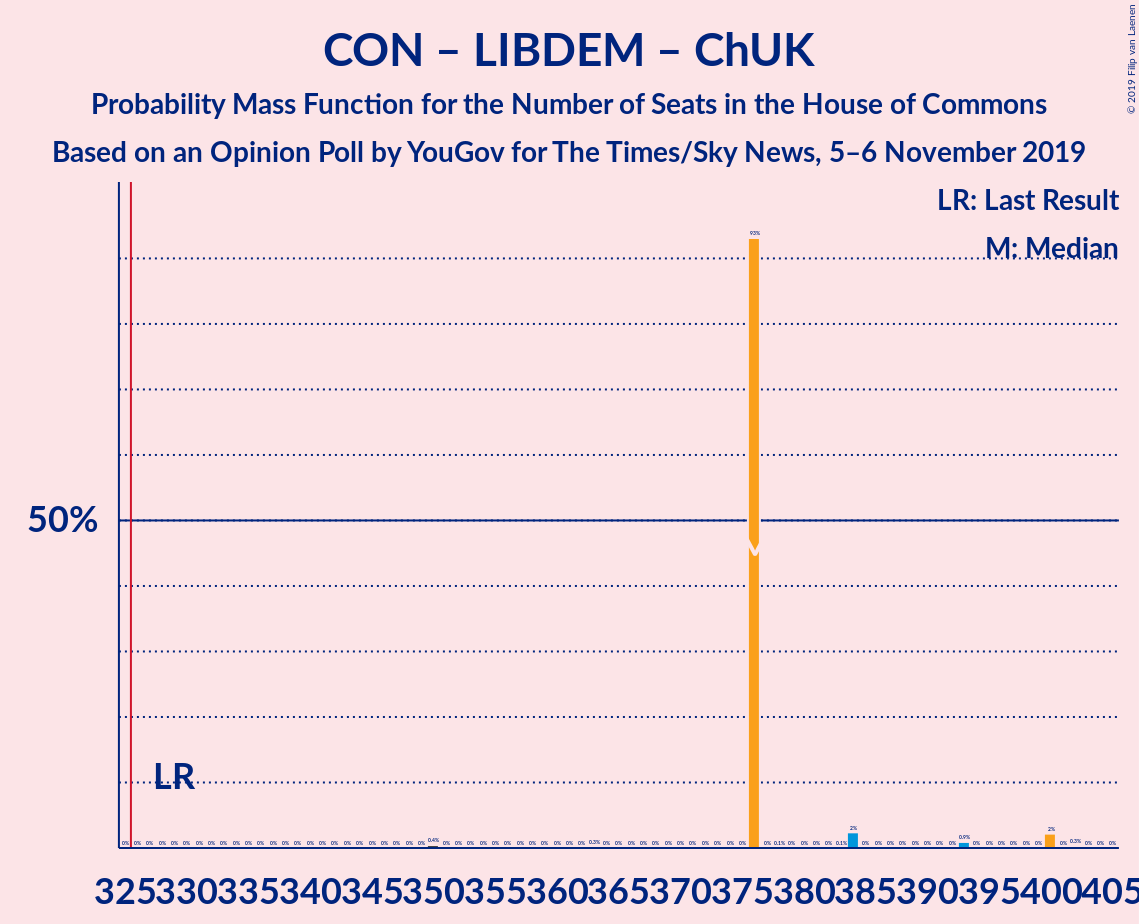 CON – LIBDEM – ChUK
Probability Mass Function for the Number of Seats in the House of Commons
Based on an Opinion Poll by YouGov for The Times/Sky News, 5–6 November 2019
© 2019 Filip van Laenen
LR: Last Result
M: Median
93%
50%
M
LR
0.4%
0.3%
0.1%
0.1%
2%
0.9%
2%
0.3%
325 330 335 340 345 350 355 360 365 370 375 380 385 390 395 400 405